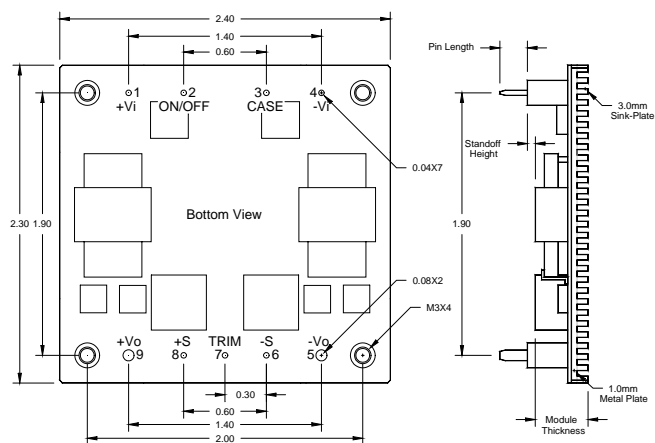 2.40
1.40
0.60
Pin Length
1 2 3 4
+Vi ON/OFF CASE -Vi
3.0mm
Sink-Plate
Standoff
Height
0.04X7
2.30
1.90
Bottom View
1.90
0.08X2
M3X4
+Vo +S TRIM -S -Vo
9 8 7 6 5
0.30
0.60
1.40
2.00
1.0mm
Metal Plate
Module
Thickness